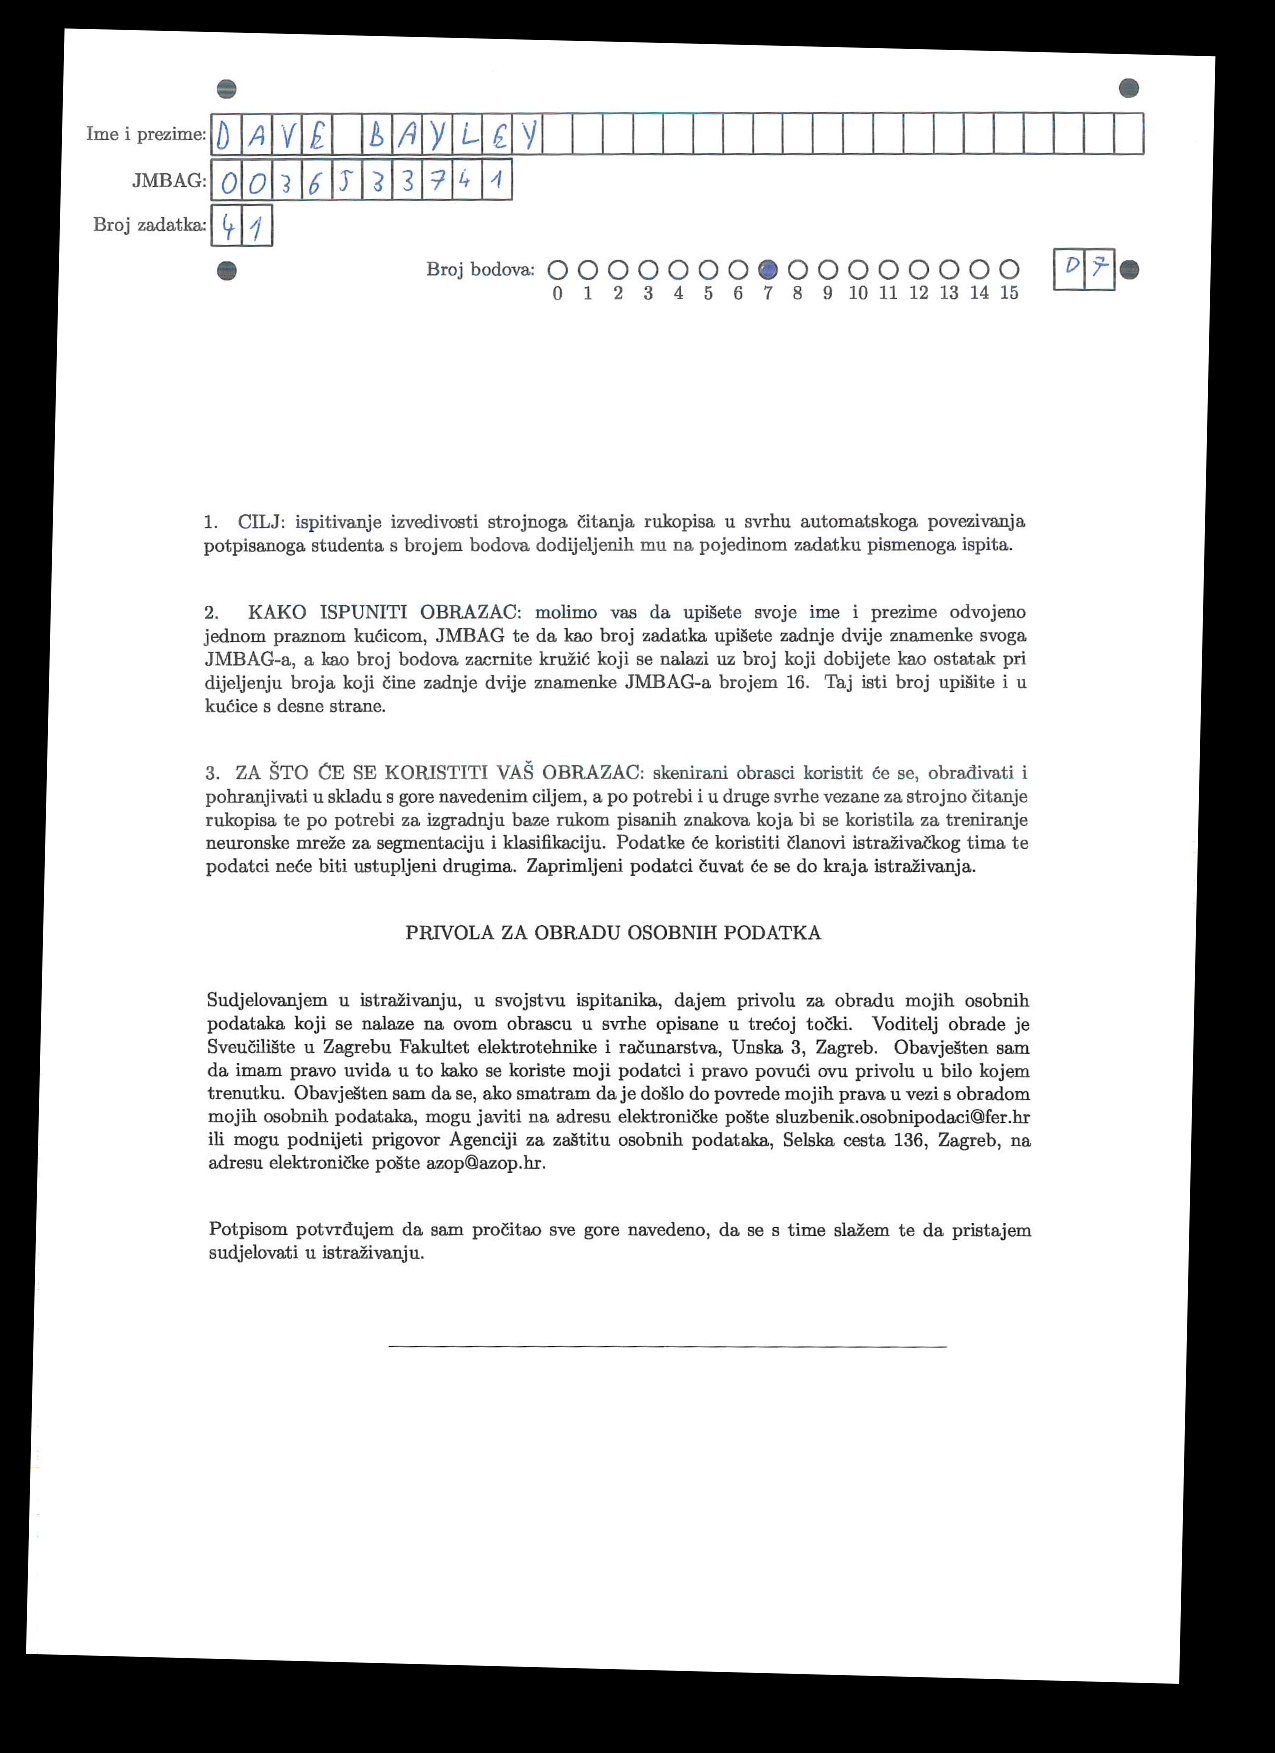 Ime i prezime: DAVE BAYLEY
JMBAG: 0036533741
Broj zadatka: 41
Broj bodova: 07
0 1 2 3 4 5 6 7 8 9 10 11 12 13 14 15
1. CILJ: ispitivanje izvedivosti strojnoga čitanja rukopisa u svrhu automatskoga povezivanja
potpisanoga studenta s brojem bodova dodijeljenih mu na pojedinom zadatku pismenoga ispita.
2. KAKO ISPUNITI OBRAZAC: molimo vas da upišete svoje ime i prezime odvojeno
jednom praznom kućicom, JMBAG te da kao broj zadatka upišete zadnje dvije znamenke svoga
JMBAG-a, a kao broj bodova zacrnite kružić koji se nalazi uz broj koji dobijete kao ostatak pri
dijeljenju broja koji čine zadnje dvije znamenke JMBAG-a brojem 16. Taj isti broj upišite i u
kućice s desne strane.
3. ZA ŠTO ĆE SE KORISTITI VAŠ OBRAZAC: skenirani obrasci koristit će se, obrađivati i
pohranjivati u skladu s gore navedenim ciljem, a po potrebi i u druge svrhe vezane za strojno čitanje
rukopisa te po potrebi za izgradnju baze rukom pisanih znakova koja bi se koristila za treniranje
neuronske mreže za segmentaciju i klasifikaciju. Podatke će koristiti članovi istraživačkog tima te
podatci neće biti ustupljeni drugima. Zaprimljeni podatci čuvat će se do kraja istraživanja.
PRIVOLA ZA OBRADU OSOBNIH PODATKA
Sudjelovanjem u istraživanju, u svojstvu ispitanika, dajem privolu za obradu mojih osobnih
podataka koji se nalaze na ovom obrascu u svrhe opisane u trećoj točki. Voditelj obrade je
Sveučilište u Zagrebu Fakultet elektrotehnike i računarstva, Unska 3, Zagreb. Obavješten sam
da imam pravo uvida u to kako se koriste moji podatci i pravo povući ovu privolu u bilo kojem
trenutku. Obavješten sam da se, ako smatram da je došlo do povrede mojih prava u vezi s obradom
mojih osobnih podataka, mogu javiti na adresu elektroničke pošte sluzbenik.osobnipodaci@fer.hr
ili mogu podnijeti prigovor Agenciji za zaštitu osobnih podataka, Selska cesta 136, Zagreb, na
adresu elektroničke pošte azop@azop.hr.
Potpisom potvrđujem da sam pročitao sve gore navedeno, da se s time slažem te da pristajem
sudjelovati u istraživanju.